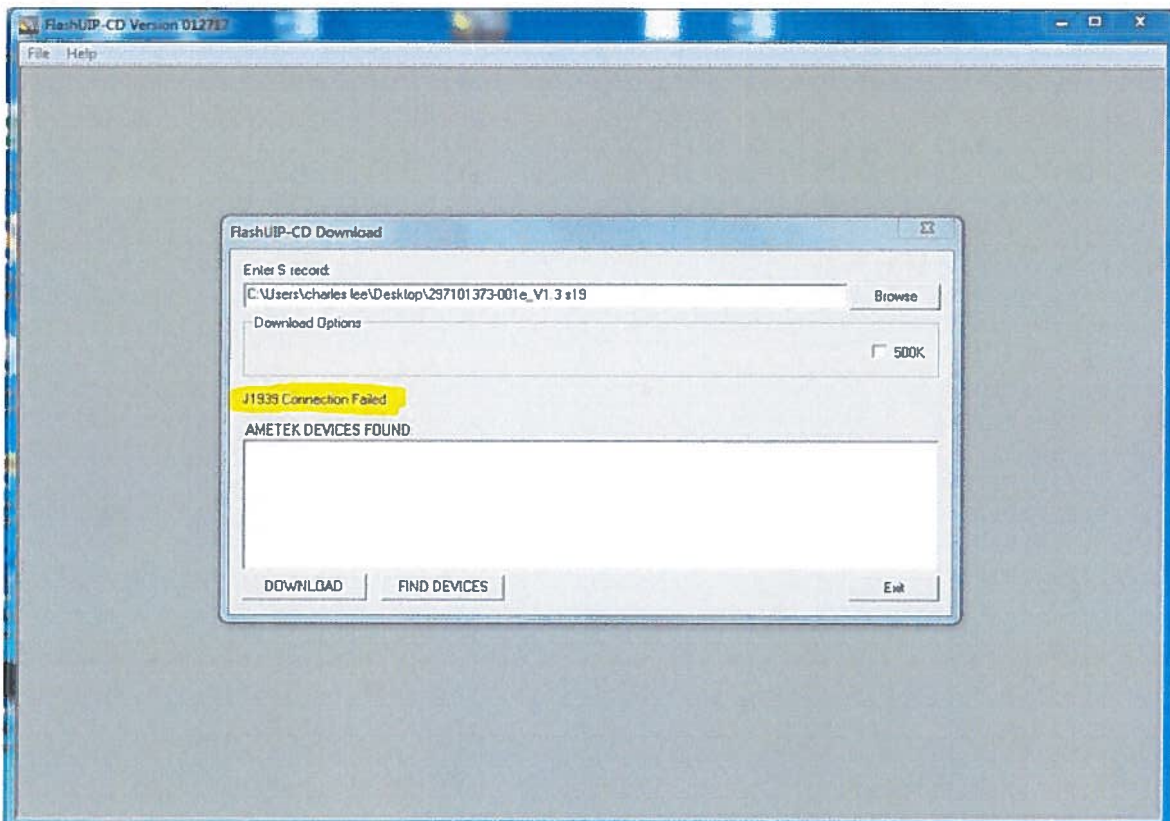 FlashUIP-CD Version 012717
File Help
FlashUIP-CD Download
Enter S record:
C:\Users\charles lee\Desktop\297101373-001e_V1.3.s19
Browse
Download Options
500K
J1939 Connection Failed
AMETEK DEVICES FOUND
DOWNLOAD FIND DEVICES Exit